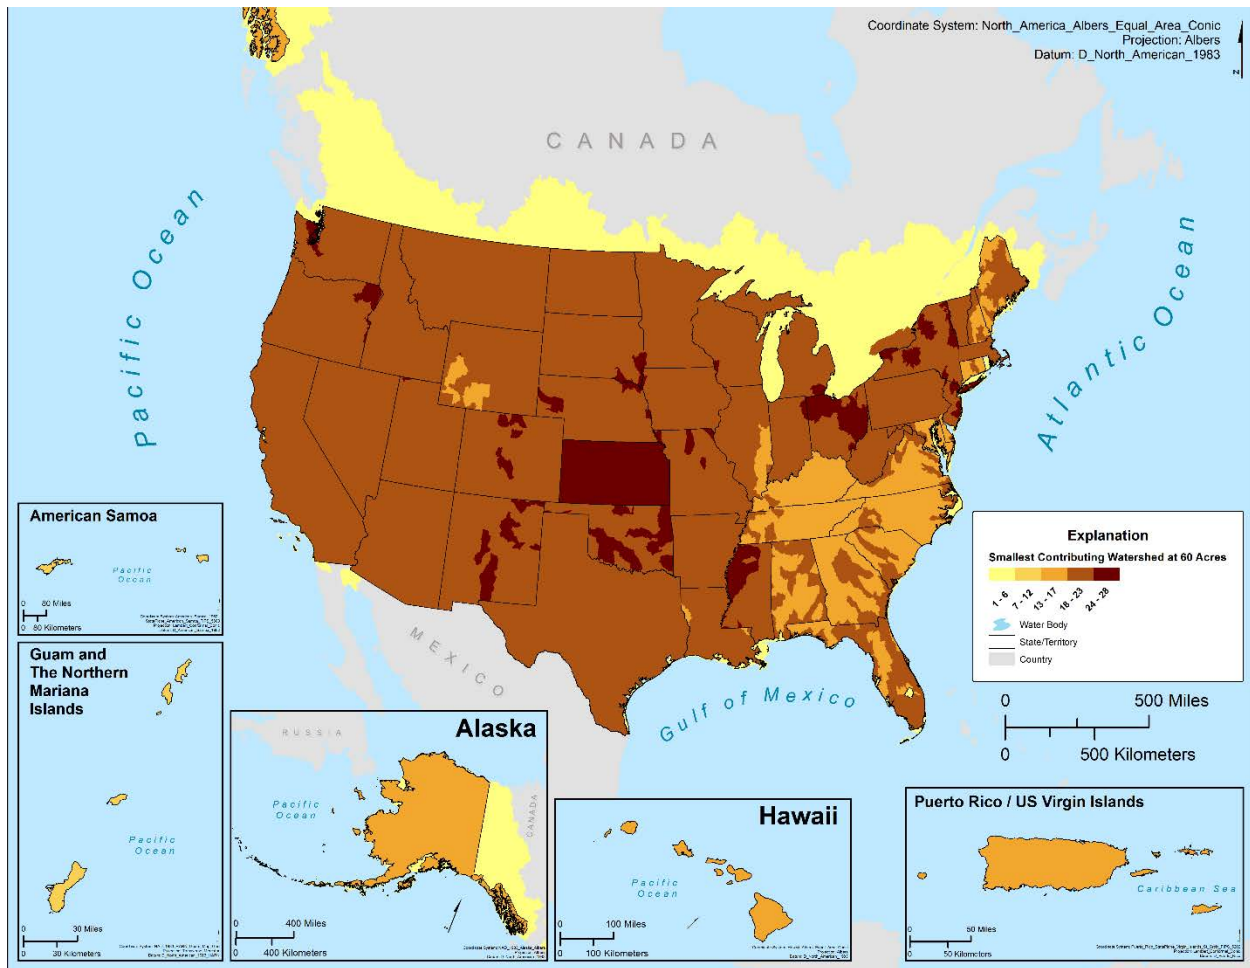 Coordinate System: North_America_Albers_Equal_Area_Conic
Projection: Albers
Datum: D_North_American_1983
N
CANADA
Pacific Ocean
Atlantic Ocean
MEXICO
Gulf of Mexico
Explanation
Smallest Contributing Watershed at 60 Acres
1 - 6
7 - 12
13 - 17
18 - 23
24 - 28
Water Body
State/Territory
Country
0 500 Miles
0 500 Kilometers
American Samoa
Pacific
Ocean
0 80 Miles
0 80 Kilometers
Guam and
The Northern
Mariana
Islands
Pacific
Ocean
0 30 Miles
0 30 Kilometers
Alaska
RUSSIA
CANADA
Pacific
Ocean
0 400 Miles
0 400 Kilometers
Hawaii
Pacific
Ocean
0 100 Miles
0 100 Kilometers
Puerto Rico / US Virgin Islands
Caribbean Sea
0 50 Miles
0 50 Kilometers